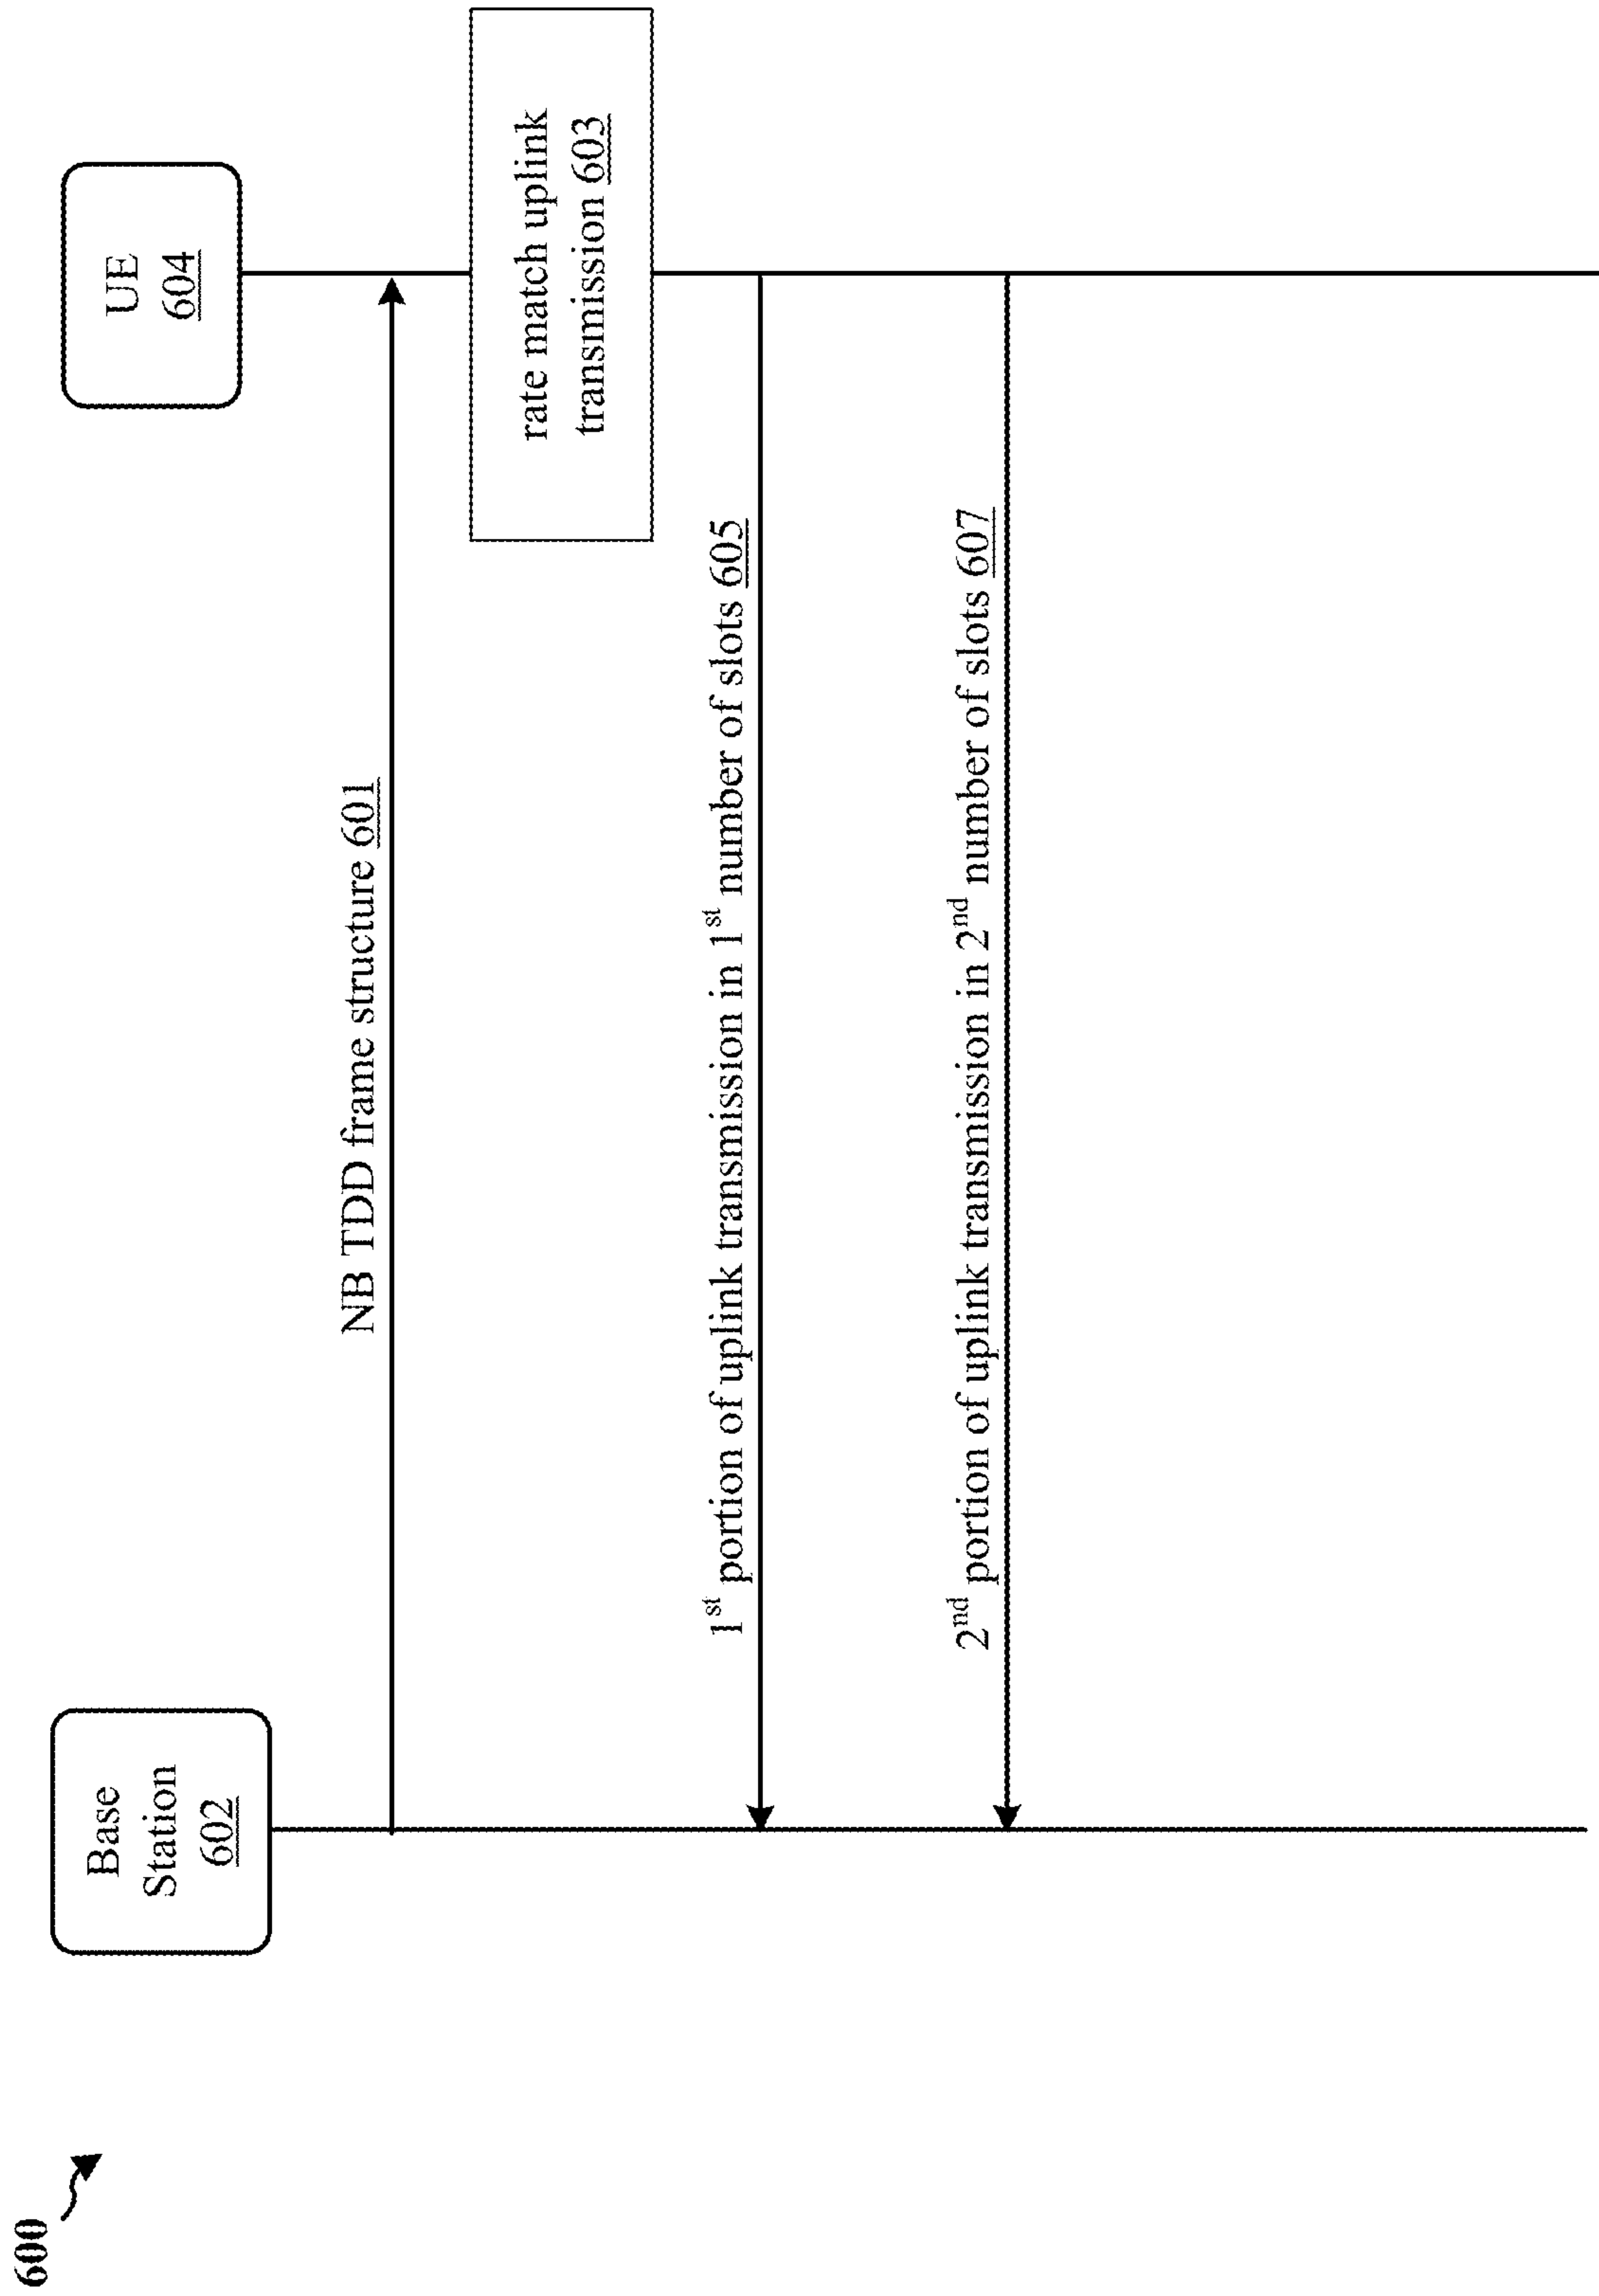 600
Base
Station
602
UE
604
NB TDD frame structure 601
rate match uplink
transmission 603
1st portion of uplink transmission in 1st number of slots 605
2nd portion of uplink transmission in 2nd number of slots 607